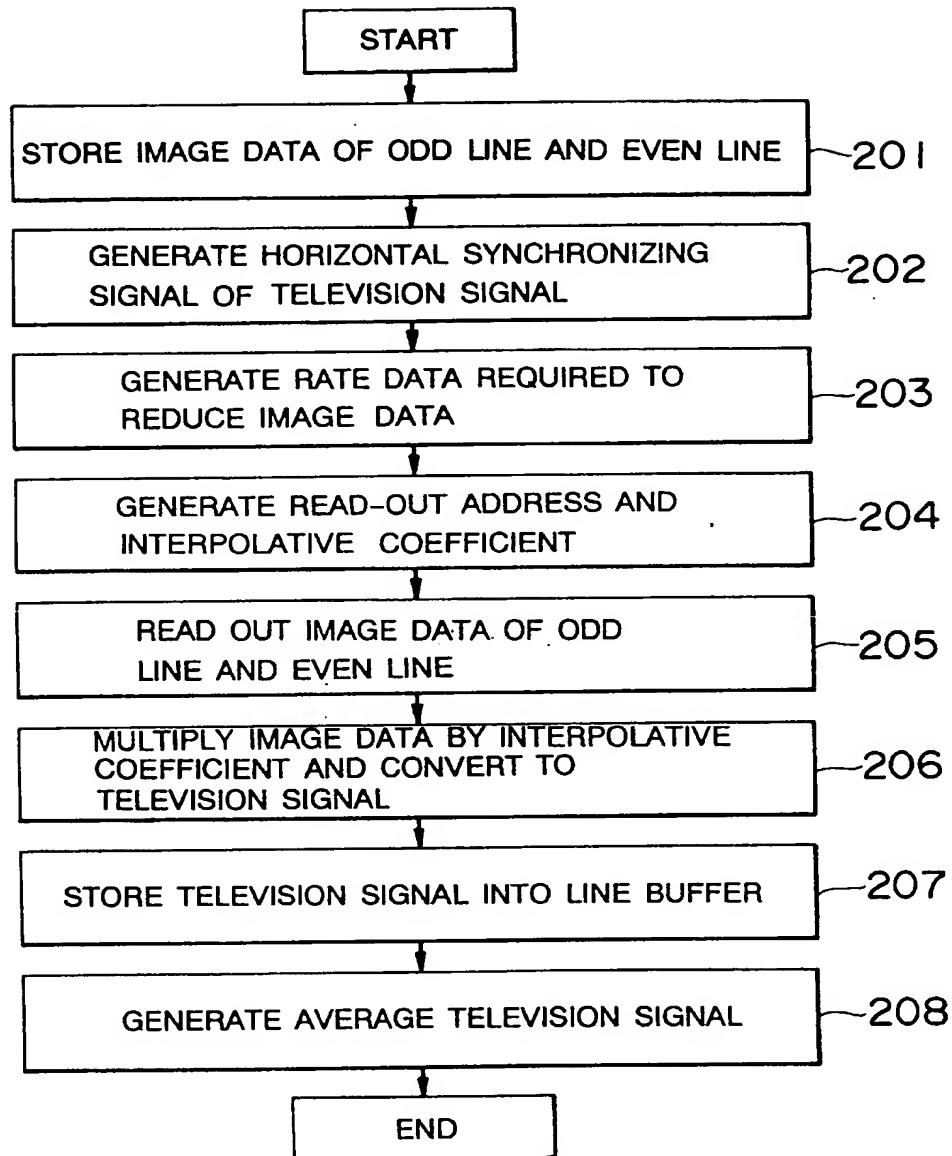 START
STORE IMAGE DATA OF ODD LINE AND EVEN LINE
201
GENERATE HORIZONTAL SYNCHRONIZING
SIGNAL OF TELEVISION SIGNAL
202
GENERATE RATE DATA REQUIRED TO
REDUCE IMAGE DATA
203
GENERATE READ-OUT ADDRESS AND
INTERPOLATIVE COEFFICIENT
204
READ OUT IMAGE DATA OF ODD
LINE AND EVEN LINE
205
MULTIPLY IMAGE DATA BY INTERPOLATIVE
COEFFICIENT AND CONVERT TO
TELEVISION SIGNAL
206
STORE TELEVISION SIGNAL INTO LINE BUFFER
207
GENERATE AVERAGE TELEVISION SIGNAL
208
END